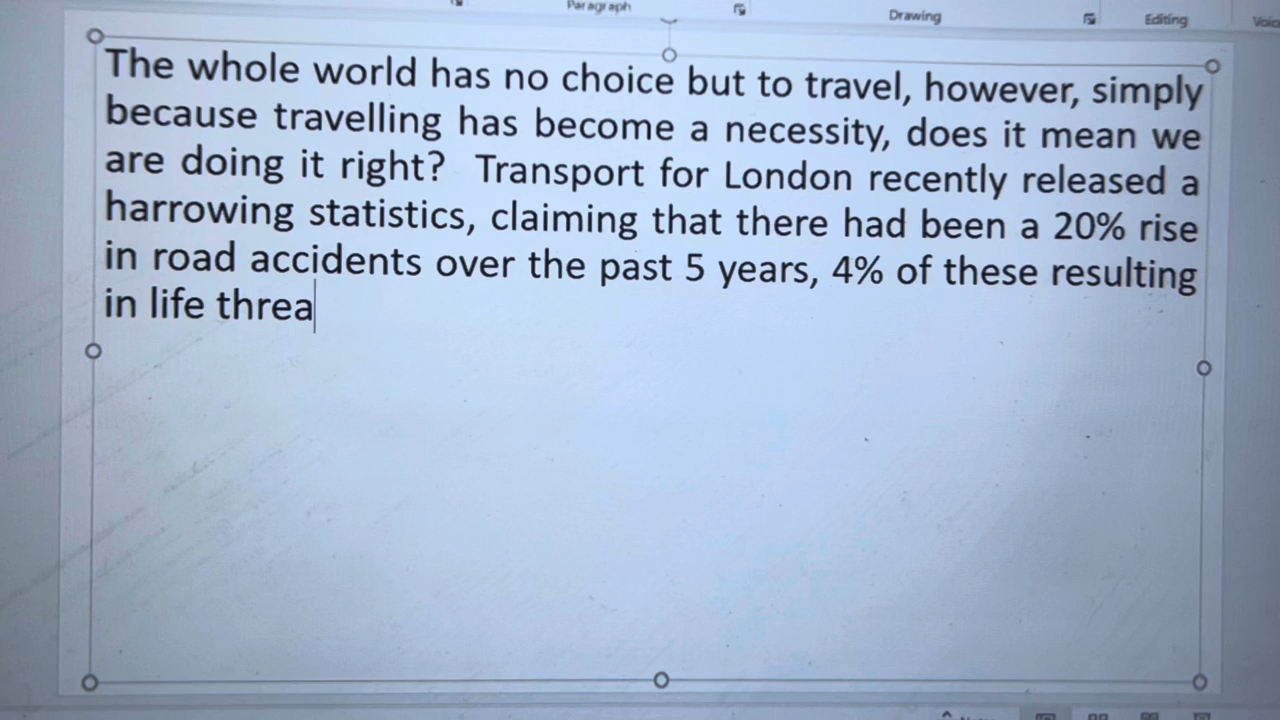 Paragraph
Drawing
Editing
The whole world has no choice but to travel, however, simply
because travelling has become a necessity, does it mean we
are doing it right? Transport for London recently released a
harrowing statistics, claiming that there had been a 20% rise
in road accidents over the past 5 years, 4% of these resulting
in life threa